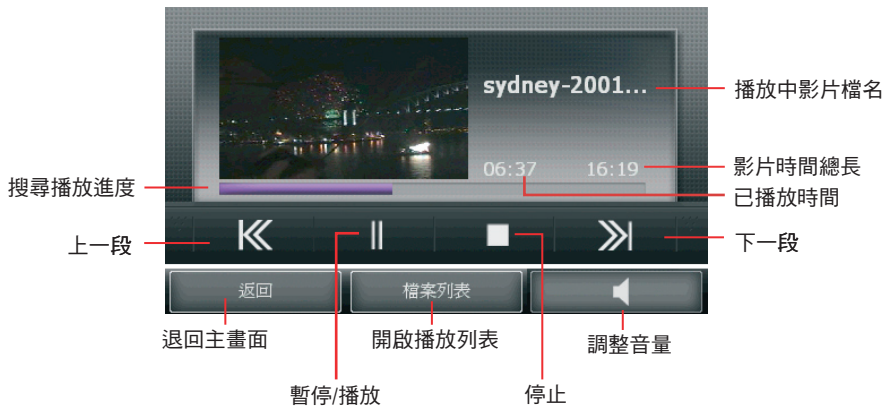 sydney-2001...
播放中影片檔名
06:37
16:19
影片時間總長
已播放時間
搜尋播放進度
上一段
下一段
返回
檔案列表
退回主畫面
開啟播放列表
調整音量
暫停/播放
停止